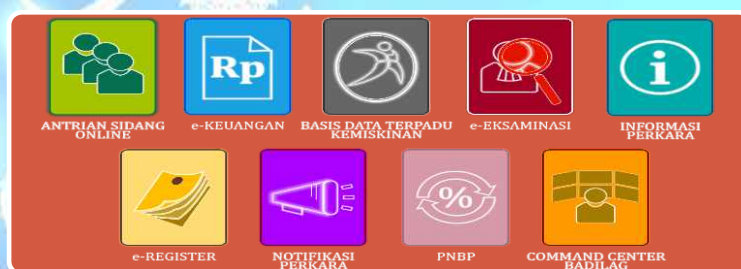 Rp
%
ANTRIAN SIDANG
ONLINE
e-KEUANGAN
BASIS DATA TERPADU
KEMISKINAN
e-EKSAMINASI
i
INFORMASI
PERKARA
e-REGISTER
NOTIFIKASI
PERKARA
PNBP
COMMAND CENTER
BADILAG